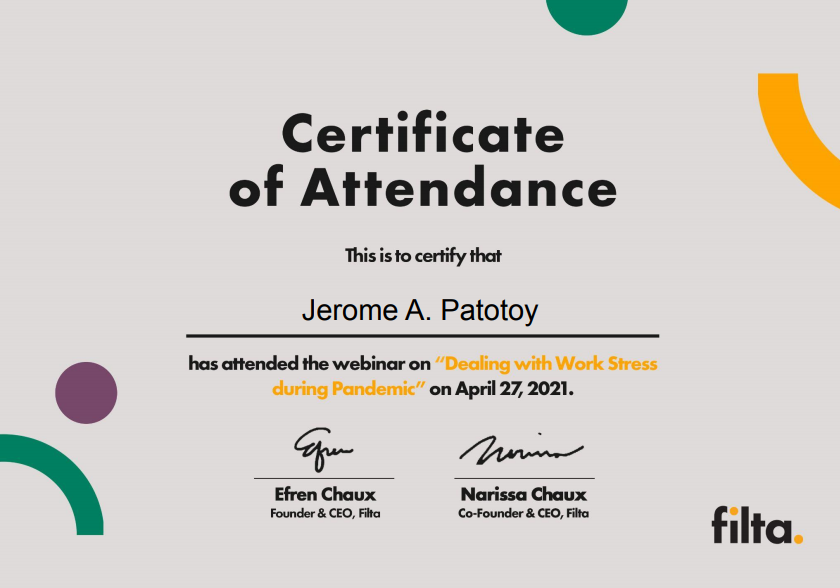 Certificate
of Attendance
This is to certify that
Jerome A. Patotoy
has attended the webinar on “Dealing with Work Stress
during Pandemic” on April 27, 2021.
Efren
Narissa
Efren Chaux
Founder & CEO, Filta
Narissa Chaux
Co-Founder & CEO, Filta
filta.